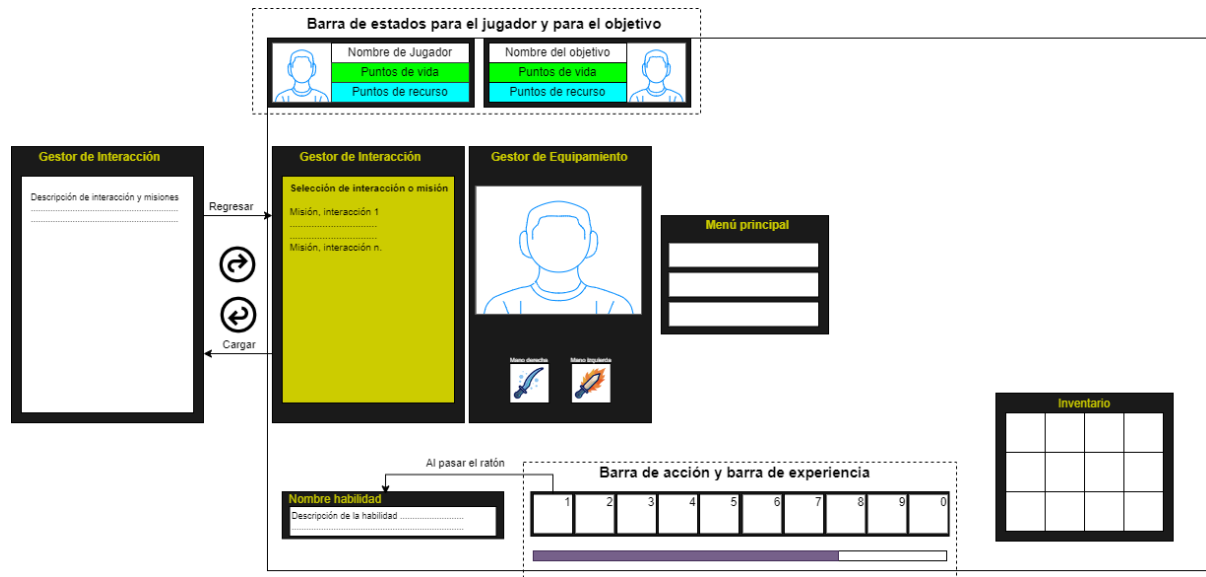 Barra de estados para el jugador y para el objetivo
Nombre de Jugador
Puntos de vida
Puntos de recurso
Nombre del objetivo
Puntos de vida
Puntos de recurso
Gestor de Interacción
Descripción de interacción y misiones
Regresar
Cargar
Gestor de Interacción
Selección de interacción o misión
Misión, interacción 1
Misión, interacción n.
Gestor de Equipamiento
Mano derecha
Mano Izquierda
Menú principal
Inventario
Al pasar el ratón
Nombre habilidad
Descripción de la habilidad
Barra de acción y barra de experiencia
1 2 3 4 5 6 7 8 9 0